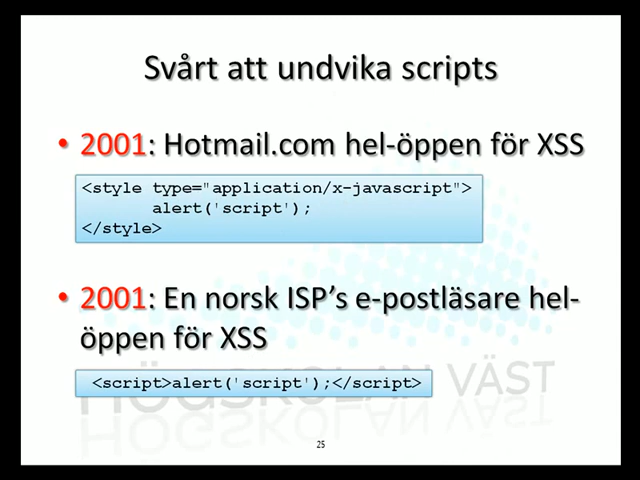 Svårt att undvika scripts
• 2001: Hotmail.com hel-öppen för XSS
<style type="application/x-javascript">
alert('script');
</style>
• 2001: En norsk ISP’s e-postläsare hel-
öppen för XSS
<script>alert('script');</script>
HÖGSKOLAN VÄST
25